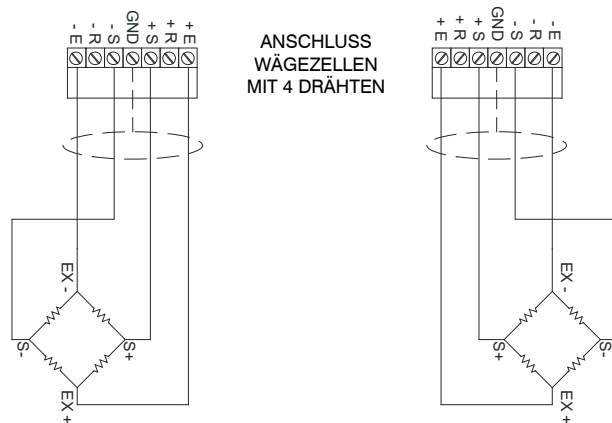 - E
- R
- S
GND
+ S
+ R
+ E
ANSCHLUSS
WÄGEZELLEN
MIT 4 DRÄHTEN
+ E
+ R
+ S
GND
- S
- R
- E
EX -
S-
S+
EX +
EX -
S+
S-
EX +